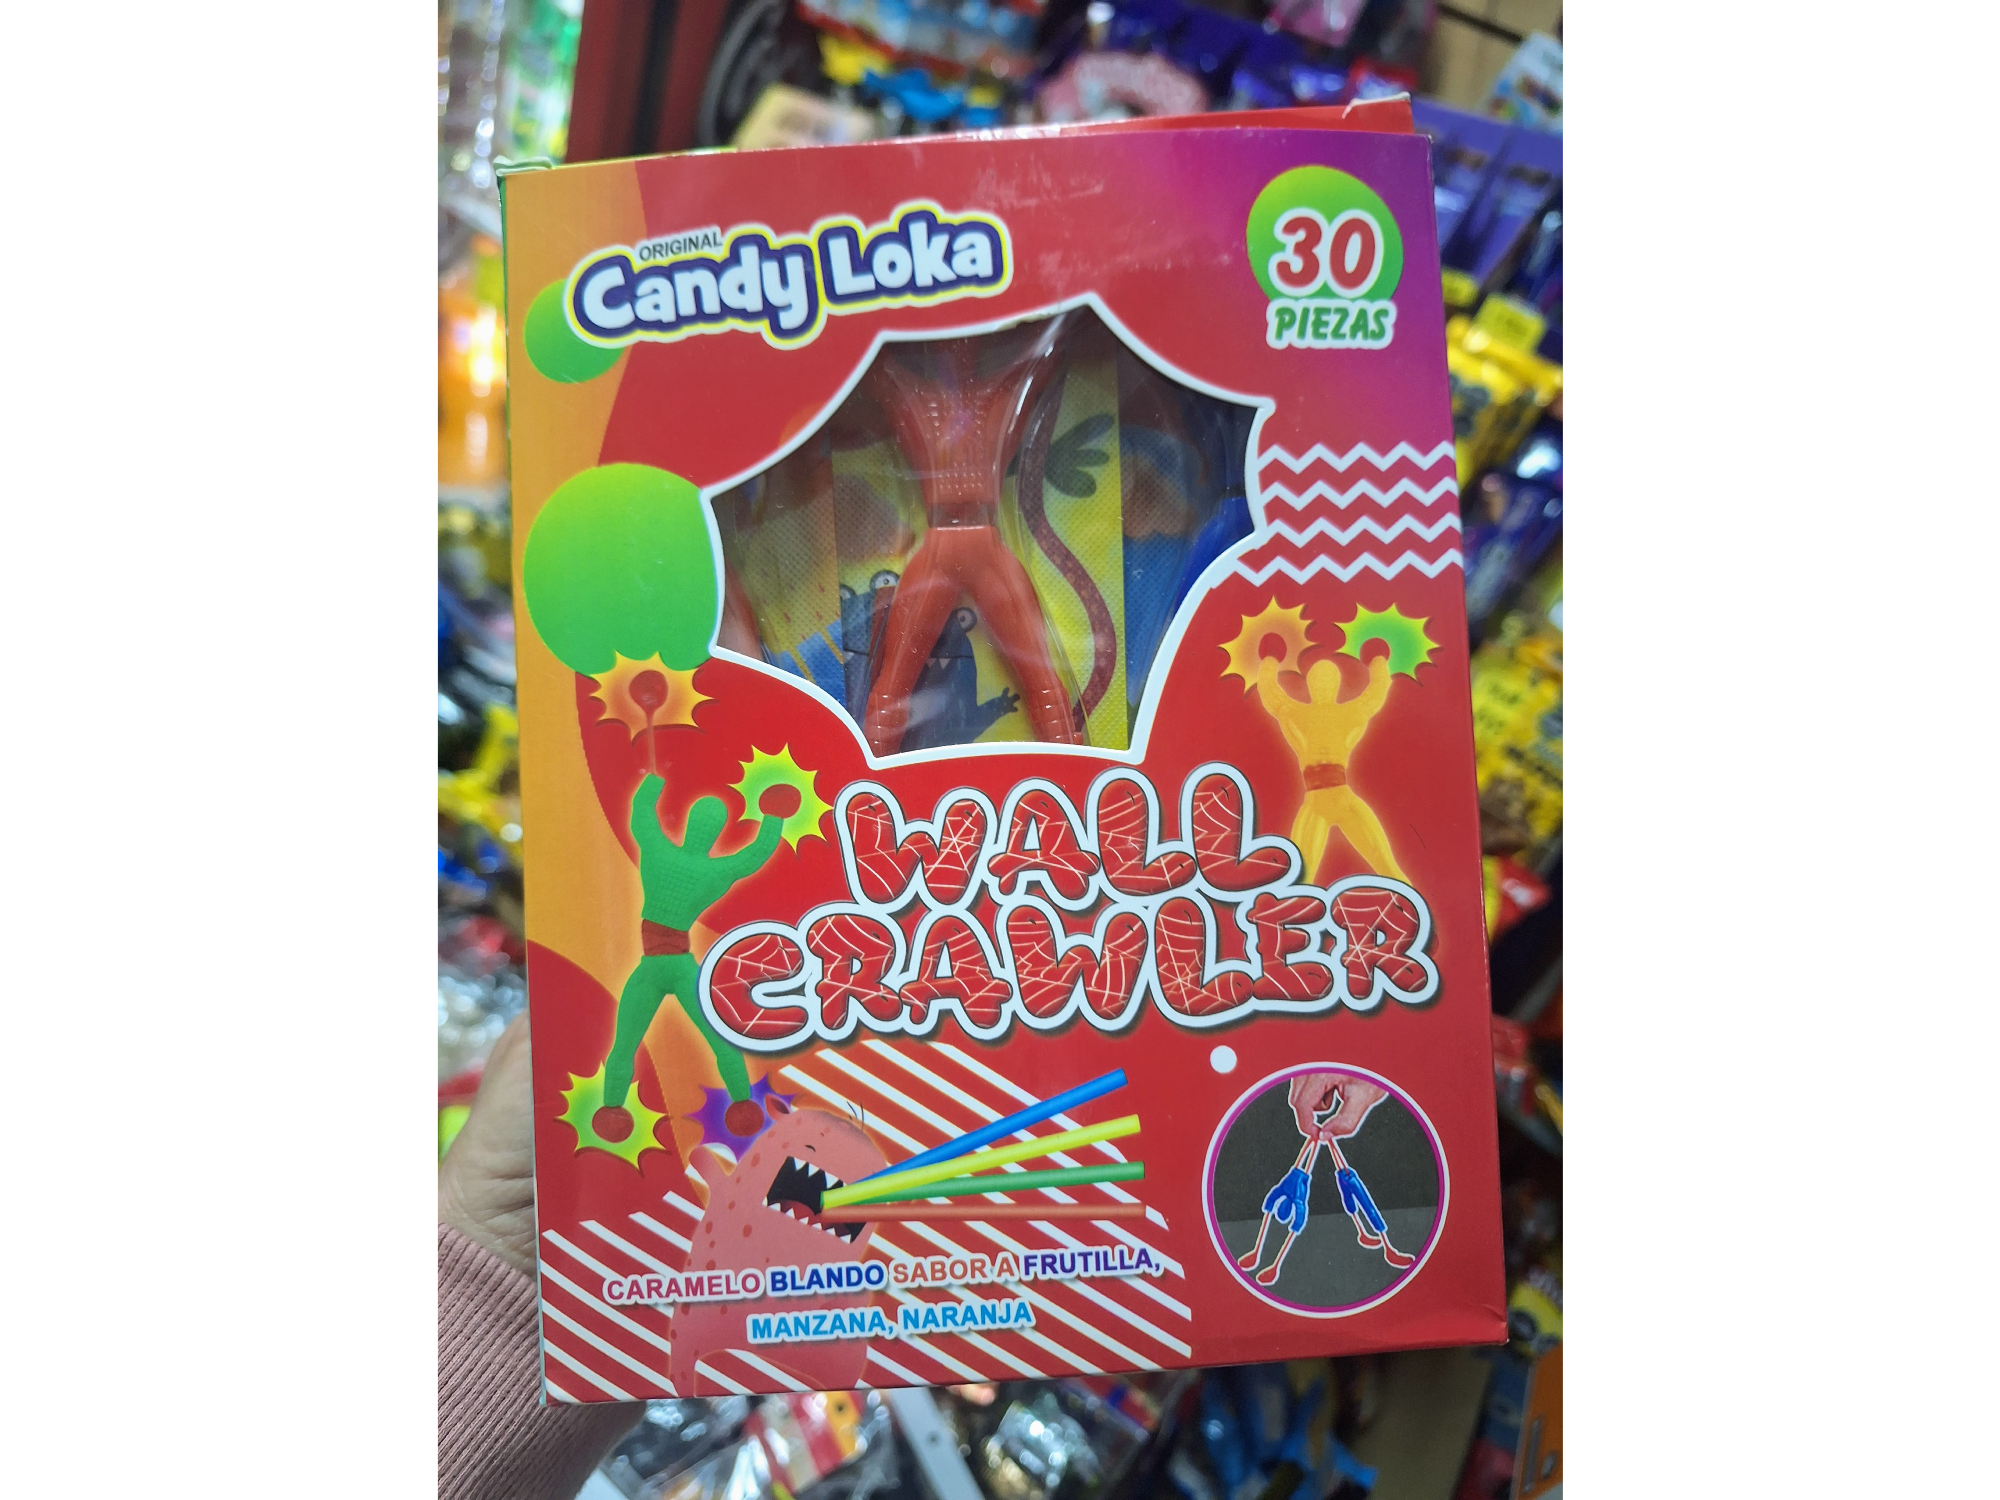 ORIGINAL
Candy Loka
30
PIEZAS
WALL
CRAWLER
CARAMELO BLANDO SABOR A FRUTILLA,
MANZANA, NARANJA